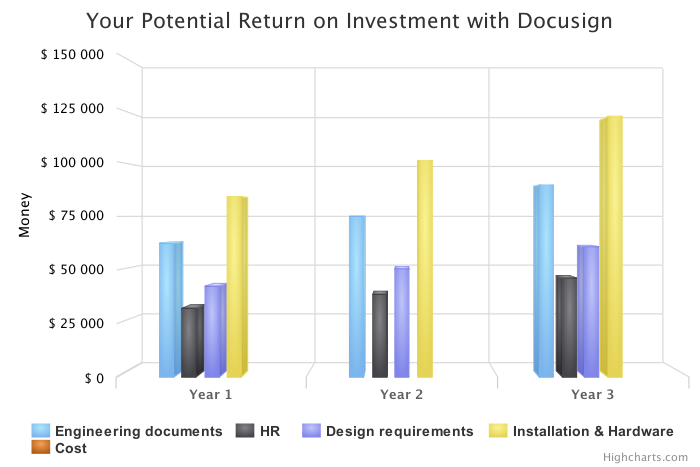 Your Potential Return on Investment with Docusign
$ 150 000
$ 125 000
$ 100 000
$ 75 000
$ 50 000
$ 25 000
$ 0
Money
Year 1
Year 2
Year 3
Engineering documents
HR
Design requirements
Installation & Hardware
Cost
Highcharts.com